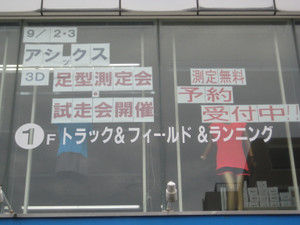 9/2・3
アシックス
3D 足型測定会
・
試走会開催
測定無料
予約
受付中!!
1F トラック&フィールド &ランニング